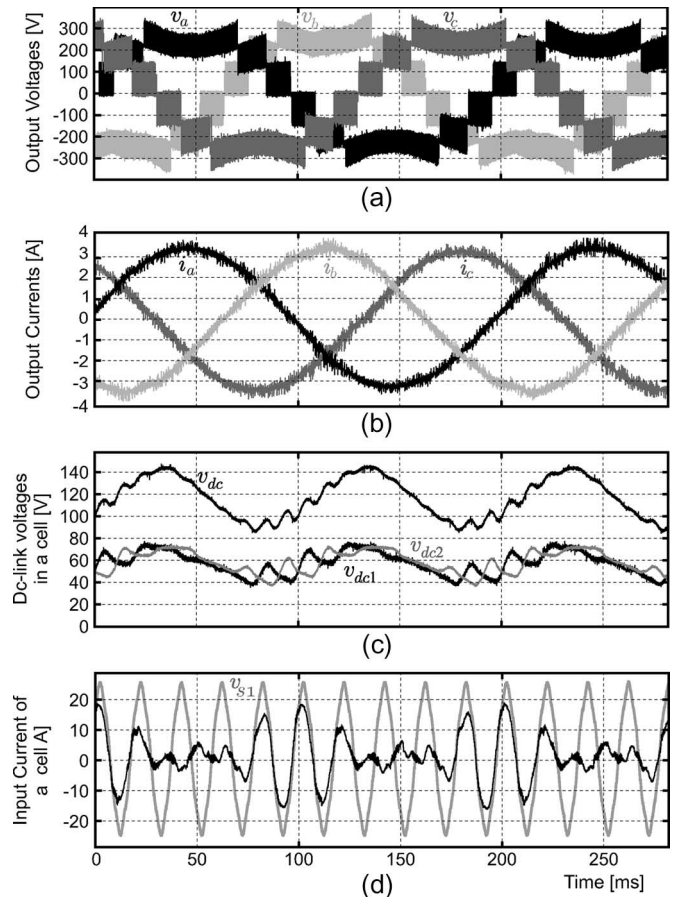 Output Voltages [V]
300
200
100
0
-100
-200
-300
v_a
v_b
v_c
(a)
Output Currents [A]
4
3
2
1
0
-1
-2
-3
-4
i_a
i_b
i_c
(b)
Dc-link voltages
in a cell [V]
140
120
100
80
60
40
20
0
v_dc
v_dc1
v_dc2
(c)
Input Current of
a cell A]
20
10
0
-10
-20
v_S1
0
50
100
150
200
250
Time [ms]
(d)